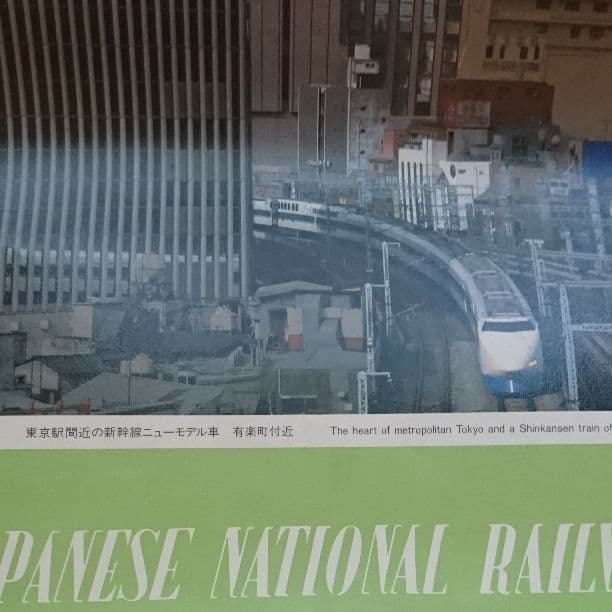 東京駅間近の新幹線ニューモデル車 有楽町付近 The heart of metropolitan Tokyo and a Shinkansen train of
PANESE NATIONAL RAILW